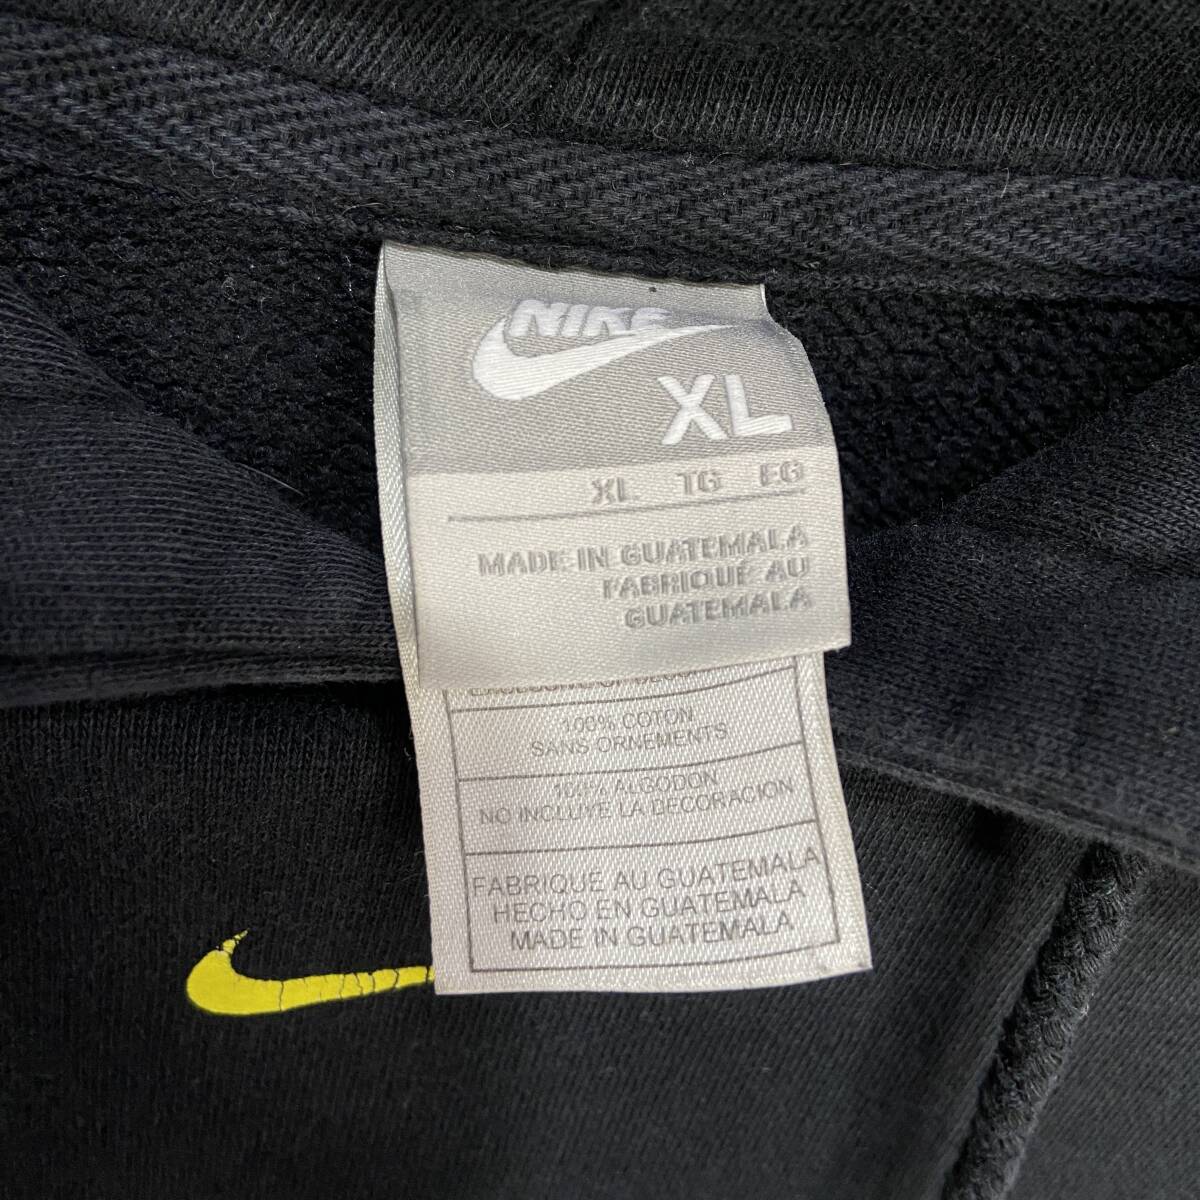 NIKE
XL
XL TG EG
MADE IN GUATEMALA
FABRIQUÉ AU
GUATEMALA
100% COTON
SANS ORNEMENTS
100% ALGODON
NO INCLUYE LA DECORACION
FABRIQUE AU GUATEMALA
HECHO EN GUATEMALA
MADE IN GUATEMALA